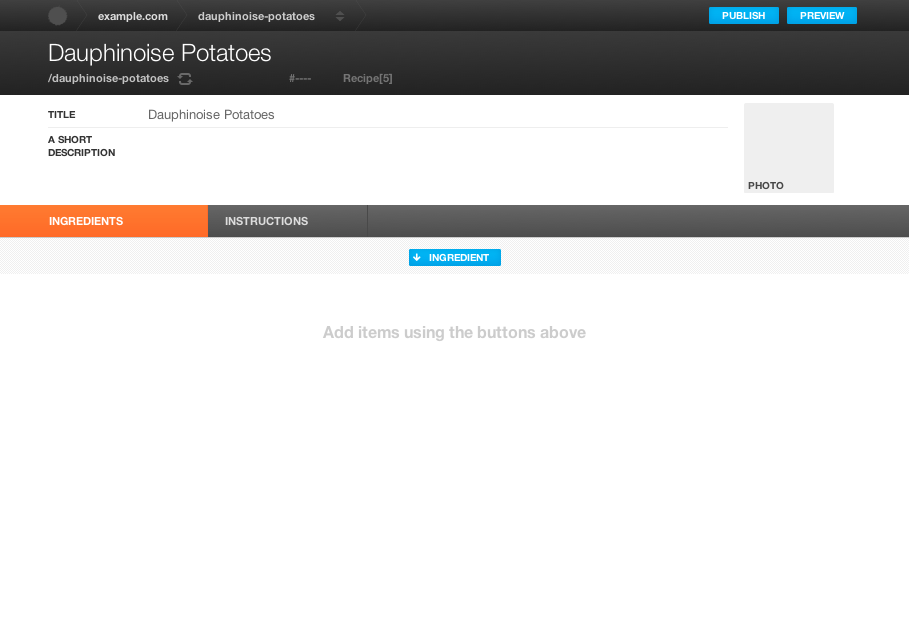 example.com
dauphinoise-potatoes
PUBLISH
PREVIEW
Dauphinoise Potatoes
/dauphinoise-potatoes
#----
Recipe[5]
TITLE
Dauphinoise Potatoes
A SHORT
DESCRIPTION
PHOTO
INGREDIENTS
INSTRUCTIONS
INGREDIENT
Add items using the buttons above